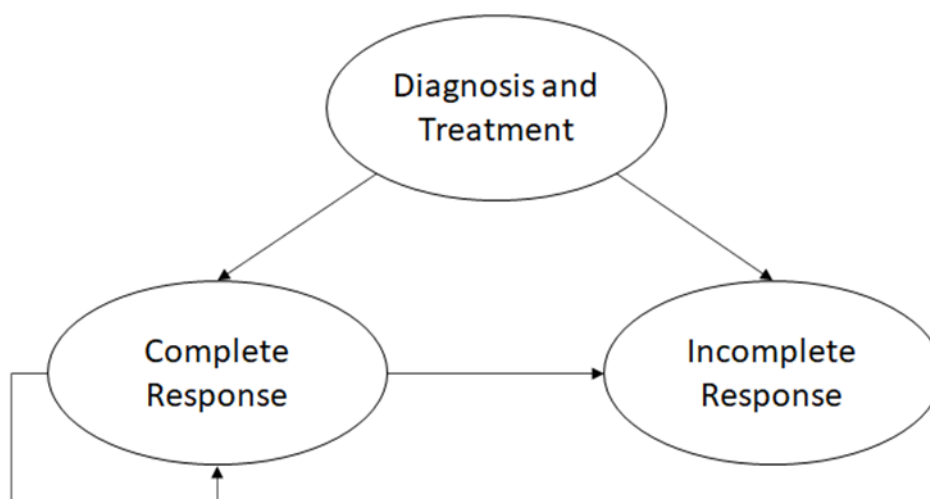 Diagnosis and
Treatment
Complete
Response
Incomplete
Response